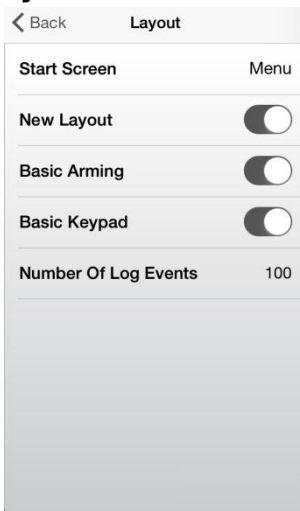 Back Layout
Start Screen Menu
New Layout
Basic Arming
Basic Keypad
Number Of Log Events 100